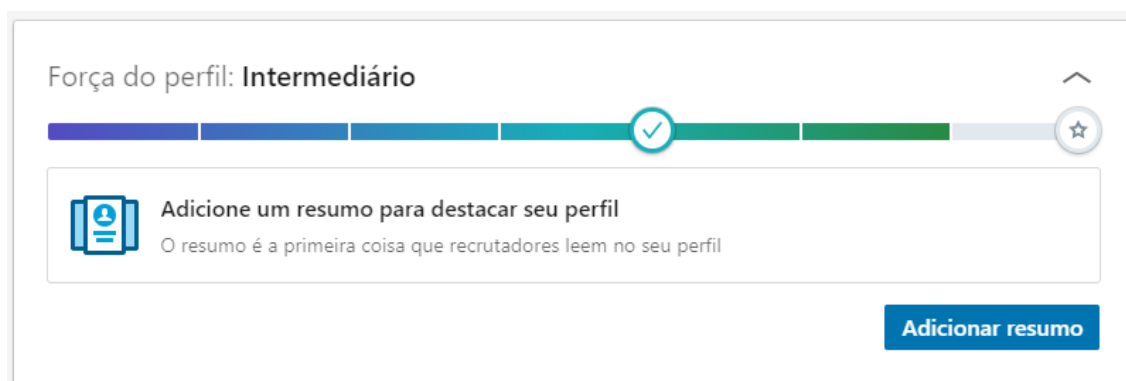 Força do perfil: Intermediário
Adicione um resumo para destacar seu perfil
O resumo é a primeira coisa que recrutadores leem no seu perfil
Adicionar resumo